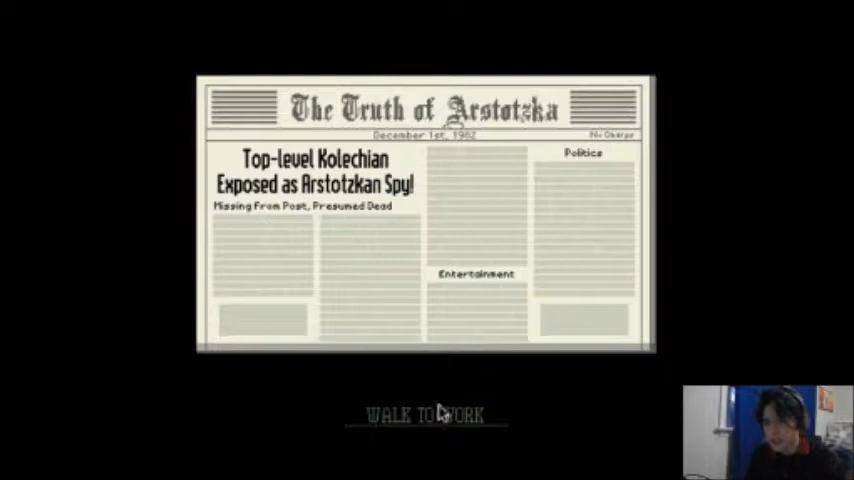 The Truth of Arstotzka
December 1st, 1982
No Charge
Top-level Kolechian
Exposed as Arstotzkan Spy!
Missing From Post, Presumed Dead
Politics
Entertainment
WALK TO WORK